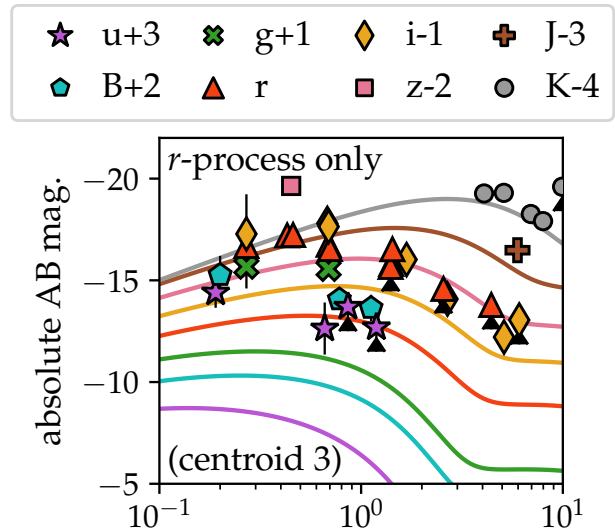 u+3 g+1 i-1 J-3
B+2 r z-2 K-4
r-process only
(centroid 3)
absolute AB mag.
−20
−15
−10
−5
10⁻¹ 10⁰ 10¹